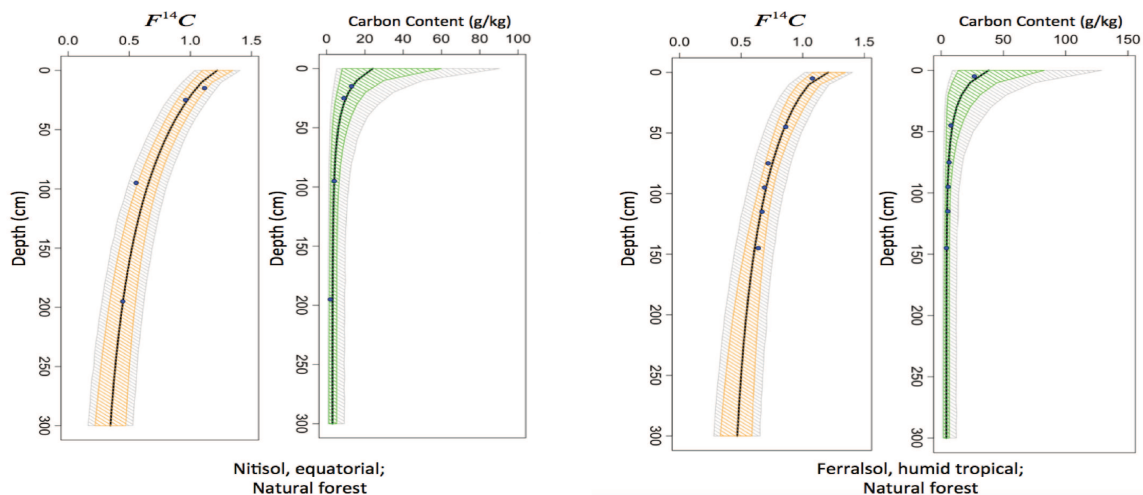 F¹⁴C
0.0 0.5 1.0 1.5
Depth (cm)
0
50
100
150
200
250
300
Carbon Content (g/kg)
0 20 40 60 80 100
Depth (cm)
0
50
100
150
200
250
300
Nitisol, equatorial;
Natural forest
F¹⁴C
0.0 0.5 1.0 1.5
Depth (cm)
0
50
100
150
200
250
300
Carbon Content (g/kg)
0 50 100 150
Depth (cm)
0
50
100
150
200
250
300
Ferralsol, humid tropical;
Natural forest